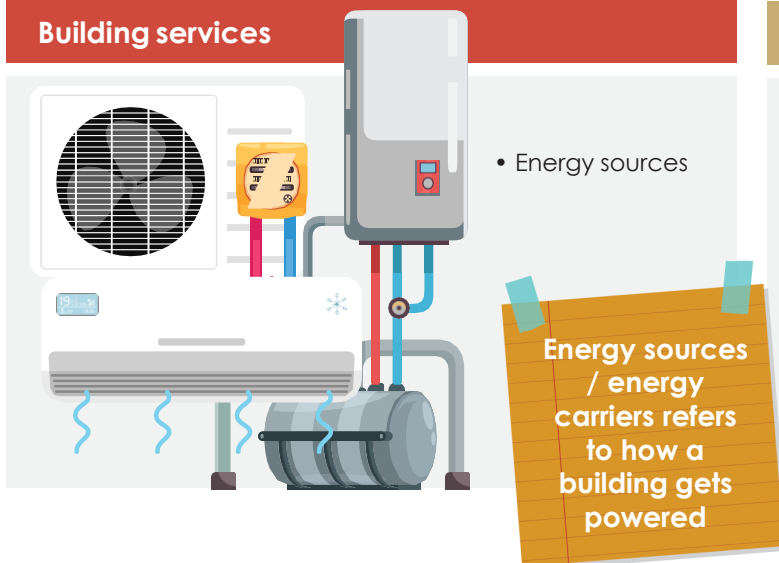 Building services
• Energy sources
Energy sources
/ energy
carriers refers
to how a
building gets
powered